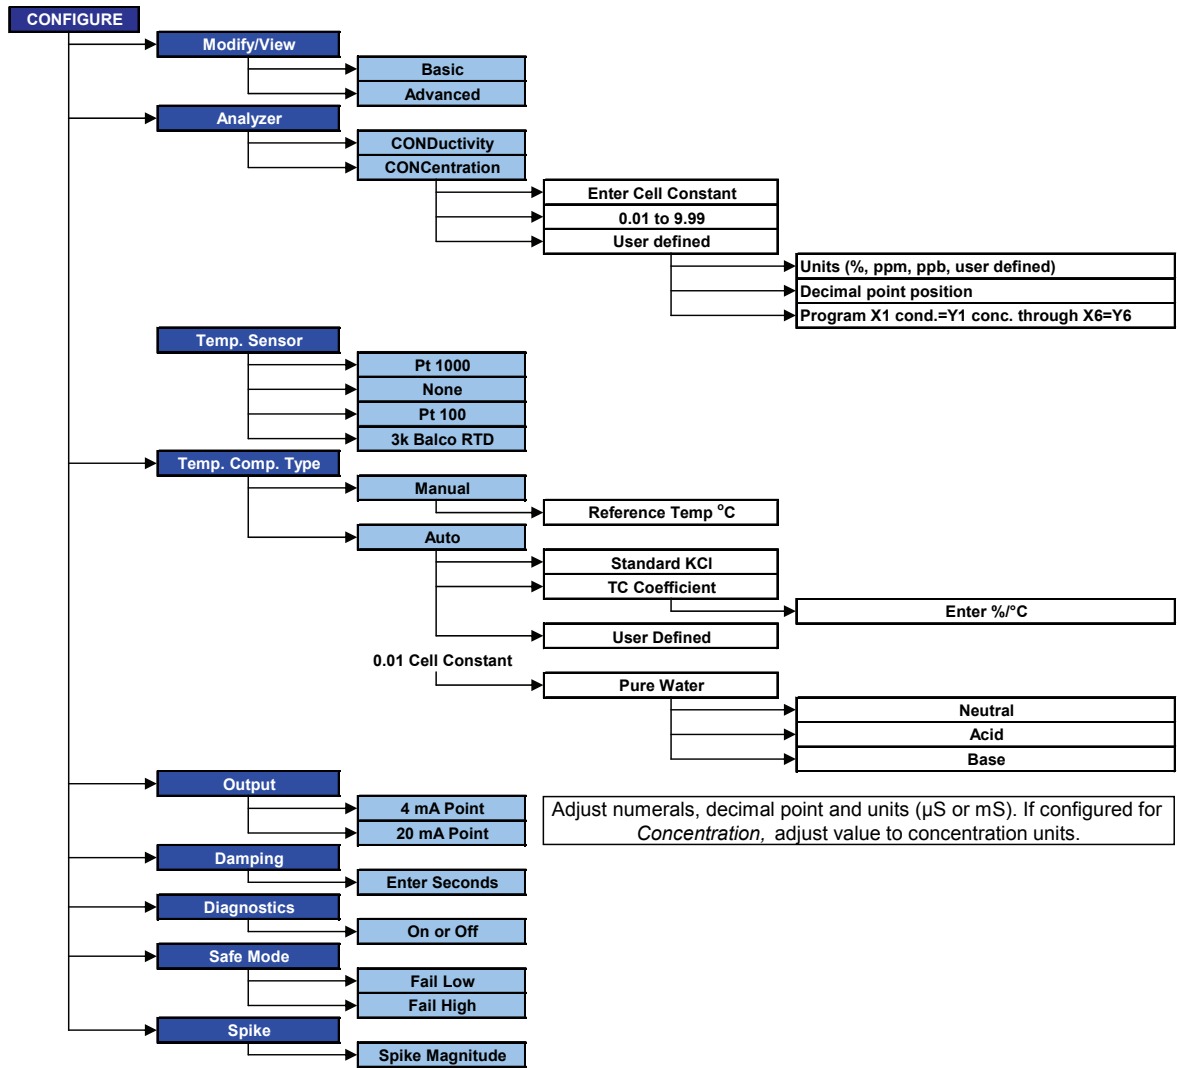 CONFIGURE
Modify/View
Basic
Advanced
Analyzer
CONDuctivity
CONCentration
Enter Cell Constant
0.01 to 9.99
User defined
Units (%, ppm, ppb, user defined)
Decimal point position
Program X1 cond.=Y1 conc. through X6=Y6
Temp. Sensor
Pt 1000
None
Pt 100
3k Balco RTD
Temp. Comp. Type
Manual
Reference Temp °C
Auto
Standard KCl
TC Coefficient
Enter %/°C
User Defined
0.01 Cell Constant
Pure Water
Neutral
Acid
Base
Output
4 mA Point
20 mA Point
Adjust numerals, decimal point and units (µS or mS). If configured for
Concentration, adjust value to concentration units.
Damping
Enter Seconds
Diagnostics
On or Off
Safe Mode
Fail Low
Fail High
Spike
Spike Magnitude